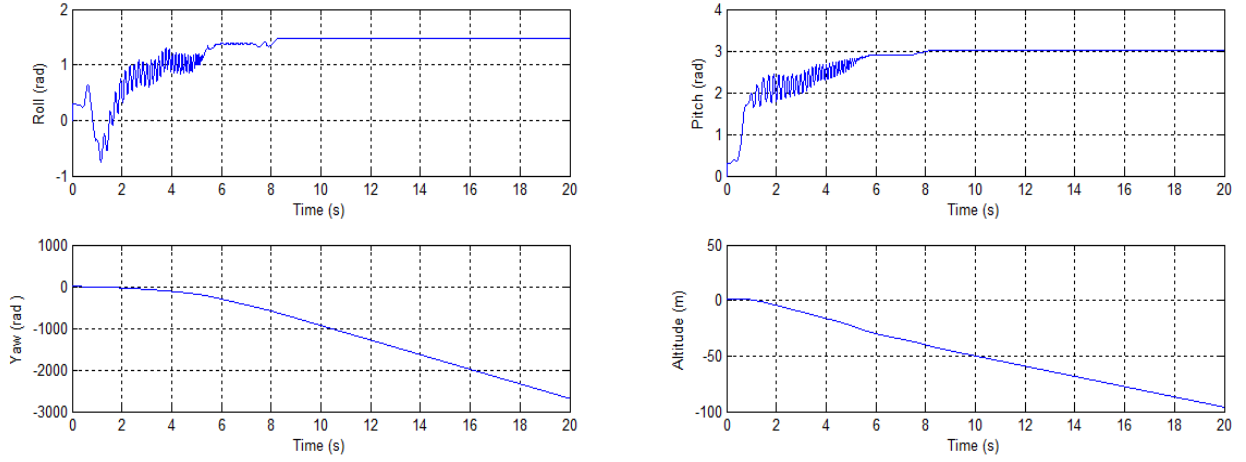 2
1
0
-1
Roll (rad)
0 2 4 6 8 10 12 14 16 18 20
Time (s)
4
3
2
1
0
Pitch (rad)
0 2 4 6 8 10 12 14 16 18 20
Time (s)
1000
0
-1000
-2000
-3000
Yaw (rad )
0 2 4 6 8 10 12 14 16 18 20
Time (s)
50
0
-50
-100
Altitude (m)
0 2 4 6 8 10 12 14 16 18 20
Time (s)